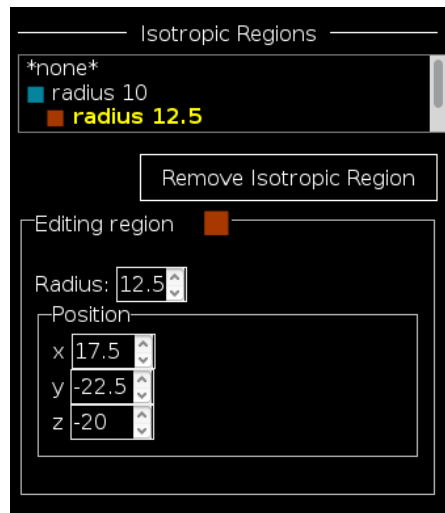 Isotropic Regions
*none*
radius 10
radius 12.5
Remove Isotropic Region
Editing region
Radius: 12.5
Position
x 17.5
y -22.5
z -20